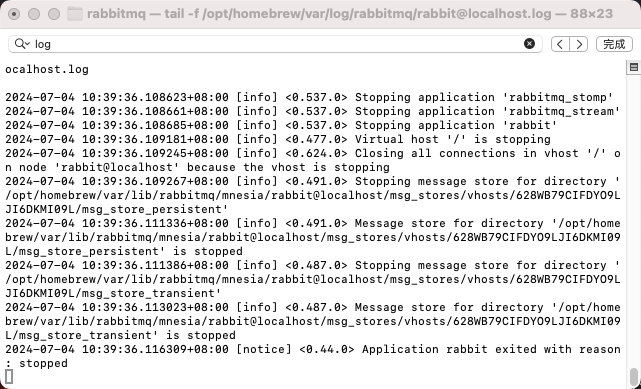 rabbitmq — tail -f /opt/homebrew/var/log/rabbitmq/rabbit@localhost.log — 88×23
log
完成
ocalhost.log
2024-07-04 10:39:36.108623+08:00 [info] <0.537.0> Stopping application 'rabbitmq_stomp'
2024-07-04 10:39:36.108661+08:00 [info] <0.537.0> Stopping application 'rabbitmq_stream'
2024-07-04 10:39:36.108685+08:00 [info] <0.537.0> Stopping application 'rabbit'
2024-07-04 10:39:36.109181+08:00 [info] <0.477.0> Virtual host '/' is stopping
2024-07-04 10:39:36.109245+08:00 [info] <0.624.0> Closing all connections in vhost '/' o
n node 'rabbit@localhost' because the vhost is stopping
2024-07-04 10:39:36.109267+08:00 [info] <0.491.0> Stopping message store for directory '
/opt/homebrew/var/lib/rabbitmq/mnesia/rabbit@localhost/msg_stores/vhosts/628WB79CIFDYO9L
JI6DKMI09L/msg_store_persistent'
2024-07-04 10:39:36.111336+08:00 [info] <0.491.0> Message store for directory '/opt/home
brew/var/lib/rabbitmq/mnesia/rabbit@localhost/msg_stores/vhosts/628WB79CIFDYO9LJI6DKMI09
L/msg_store_persistent' is stopped
2024-07-04 10:39:36.111386+08:00 [info] <0.487.0> Stopping message store for directory '
/opt/homebrew/var/lib/rabbitmq/mnesia/rabbit@localhost/msg_stores/vhosts/628WB79CIFDYO9L
JI6DKMI09L/msg_store_transient'
2024-07-04 10:39:36.113023+08:00 [info] <0.487.0> Message store for directory '/opt/home
brew/var/lib/rabbitmq/mnesia/rabbit@localhost/msg_stores/vhosts/628WB79CIFDYO9LJI6DKMI09
L/msg_store_transient' is stopped
2024-07-04 10:39:36.116309+08:00 [notice] <0.44.0> Application rabbit exited with reason
: stopped